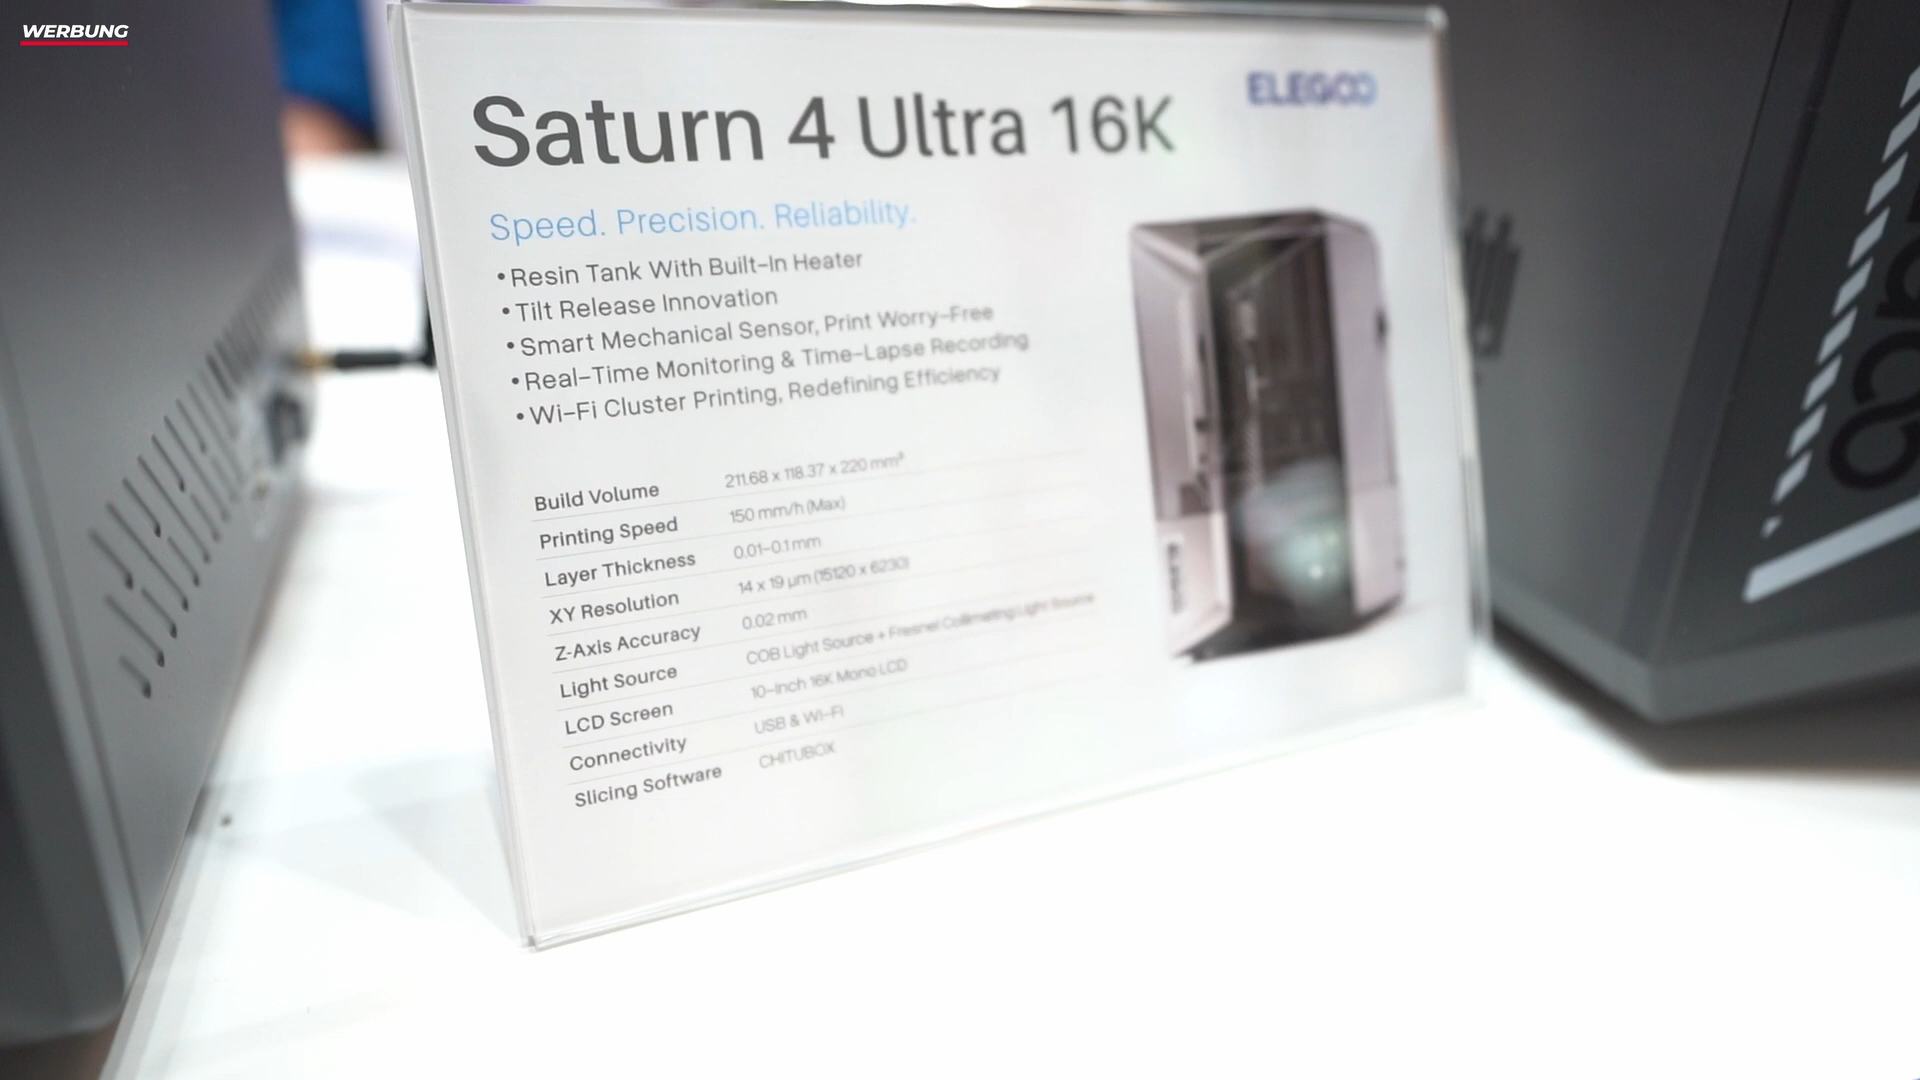 WERBUNG
Saturn 4 Ultra 16K
ELEGOO
Speed. Precision. Reliability.
• Resin Tank With Built-In Heater
• Tilt Release Innovation
• Smart Mechanical Sensor, Print Worry-Free
• Real-Time Monitoring & Time-Lapse Recording
• Wi-Fi Cluster Printing, Redefining Efficiency
Build Volume 211.68 x 118.37 x 220 mm³
Printing Speed 150 mm/h (Max)
Layer Thickness 0.01-0.1 mm
XY Resolution 14 x 19 μm (15120 x 6230)
Z-Axis Accuracy 0.02 mm
Light Source COB Light Source + Fresnel Collimating Light Source
LCD Screen 10-Inch 16K Mono LCD
Connectivity USB & Wi-Fi
Slicing Software CHITUBOX